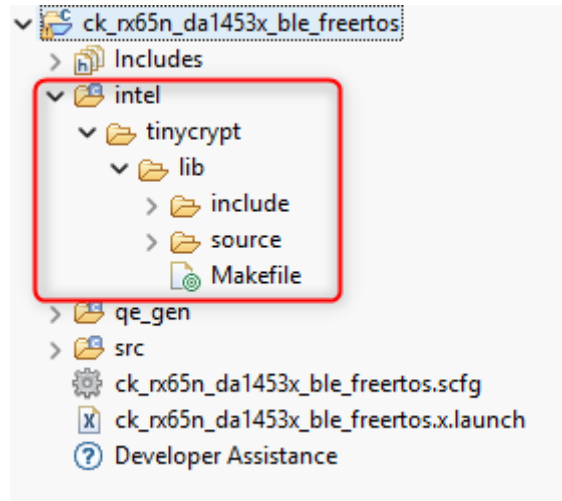 ck_rx65n_da1453x_ble_freertos
Includes
intel
tinycrypt
lib
include
source
Makefile
qe_gen
src
ck_rx65n_da1453x_ble_freertos.scfg
ck_rx65n_da1453x_ble_freertos.x.launch
Developer Assistance